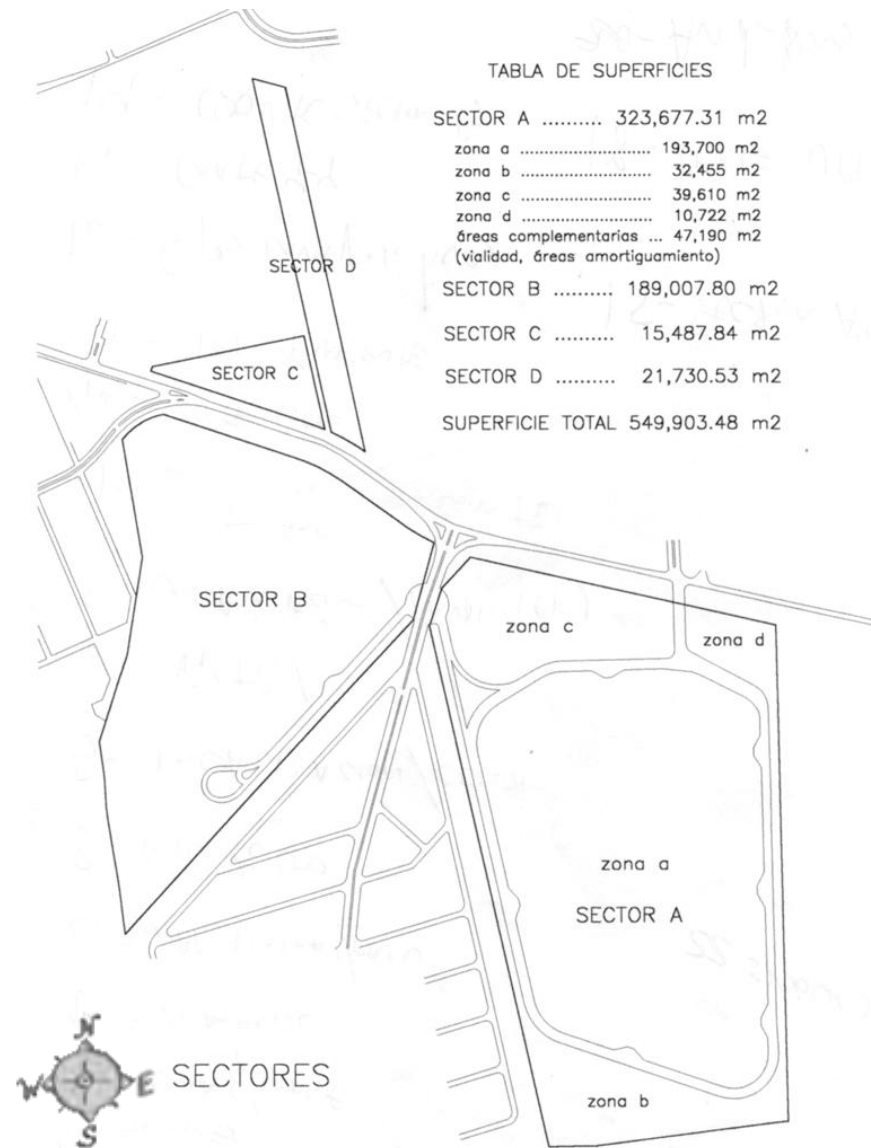 TABLA DE SUPERFICIES
SECTOR A .......... 323,677.31 m2
zona a .......................... 193,700 m2
zona b .......................... 32,455 m2
zona c .......................... 39,610 m2
zona d .......................... 10,722 m2
áreas complementarias ... 47,190 m2
(vialidad, áreas amortiguamiento)
SECTOR B .......... 189,007.80 m2
SECTOR C .......... 15,487.84 m2
SECTOR D .......... 21,730.53 m2
SUPERFICIE TOTAL 549,903.48 m2
SECTOR D
SECTOR C
SECTOR B
zona c
zona d
zona a
SECTOR A
zona b
N
W E
S
SECTORES